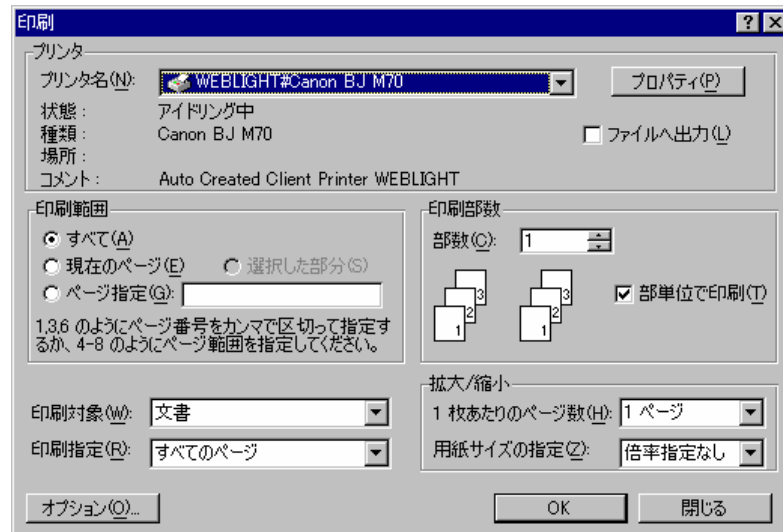 印刷
プリンタ
プリンタ名(N): WEBLIGHT#Canon BJ M70 プロパティ(P)
状態: アイドリング中
種類: Canon BJ M70 ファイルへ出力(L)
場所:
コメント: Auto Created Client Printer WEBLIGHT
印刷範囲
すべて(A)
現在のページ(E) 選択した部分(S)
ページ指定(G):
1,3,6 のようにページ番号をカンマで区切って指定す
るか、4-8 のようにページ範囲を指定してください。
印刷部数
部数(C): 1
3 3
2 2
1 1
部単位で印刷(T)
印刷対象(W): 文書
印刷指定(R): すべてのページ
拡大/縮小
1 枚あたりのページ数(H): 1 ページ
用紙サイズの指定(Z): 倍率指定なし
オプション(O)... OK 閉じる